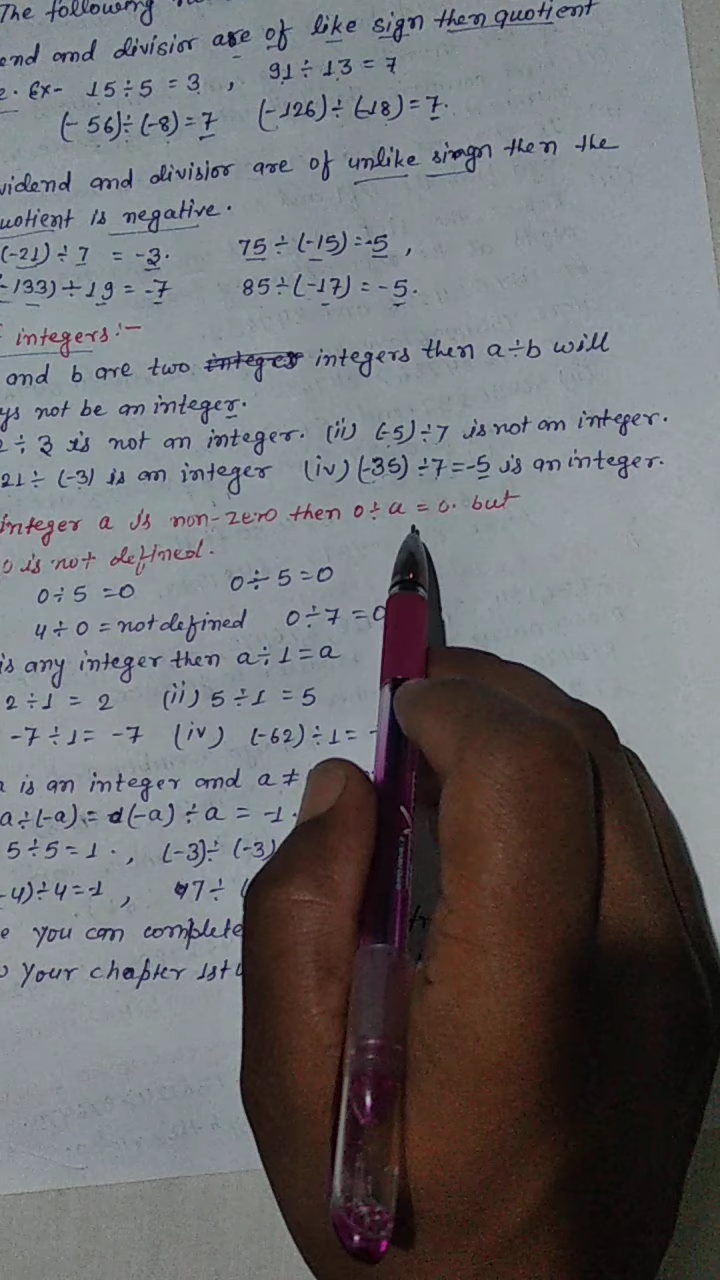 The following
end and divisior are of like sign then quotient
e. Ex- 15÷5 = 3 , 91÷13 = 7
(-56)÷(-8) = 7 (-126)÷(-18) = 7.
vidend and divisior are of unlike singn then the
uotient is negative.
(-21)÷7 = -3. 75÷(-15) = -5 ,
-133)÷19 = -7 85÷(-17) = -5.
integers:-
and b are two integers then a÷b will
ys not be an integer.
2÷3 is not an integer. (ii) (-5)÷7 is not an integer.
21÷(-3) is an integer (iv) (-35)÷7=-5 is an integer.
integer a is non-zero then 0÷a = 0. but
0 is not defined.
0÷5 = 0 0÷5 = 0
4÷0 = not defined 0÷7 = 0
is any integer then a÷1 = a
2÷1 = 2 (ii) 5÷1 = 5
-7÷1 = -7 (iv) (-62)÷1 = -
a is an integer and a ≠
a÷(-a) = (-a)÷a = -1.
5÷5 = 1. , (-3)÷(-3)
-4)÷4 = -1 , 47÷(
e you can complete
your chapter 1st